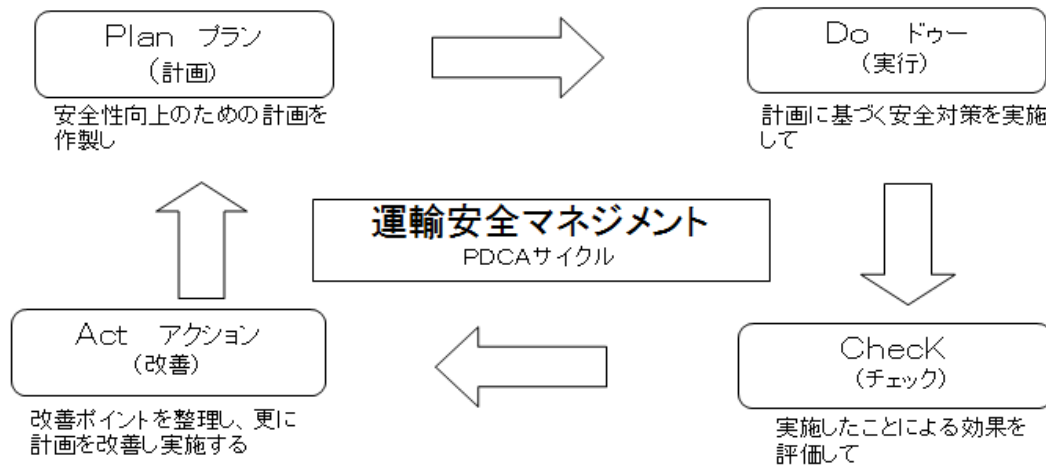 Plan プラン
(計画)
安全性向上のための計画を
作製し
Do ドゥー
(実行)
計画に基づく安全対策を実施
して
運輸安全マネジメント
PDCAサイクル
Act アクション
(改善)
改善ポイントを整理し、更に
計画を改善し実施する
ChecK
(チェック)
実施したことによる効果を
評価して